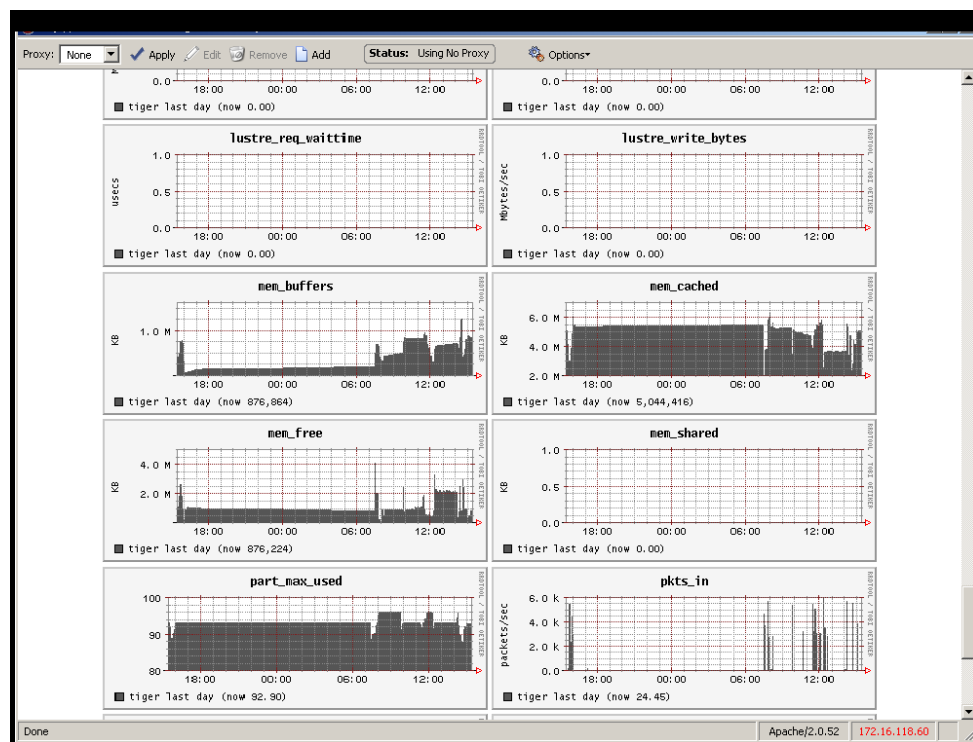 Proxy: None Apply Edit Remove Add Status: Using No Proxy Options
0.0
18:00 00:00 06:00 12:00
tiger last day (now 0.00)
0.0
18:00 00:00 06:00 12:00
tiger last day (now 0.00)
lustre_req_waittime
RRDTOOL / TOBI OETIKER
usecs
1.0
0.5
0.0
18:00 00:00 06:00 12:00
tiger last day (now 0.00)
lustre_write_bytes
RRDTOOL / TOBI OETIKER
Mbytes/sec
1.0
0.5
0.0
18:00 00:00 06:00 12:00
tiger last day (now 0.00)
mem_buffers
RRDTOOL / TOBI OETIKER
KB
1.0 M
18:00 00:00 06:00 12:00
tiger last day (now 876,864)
mem_cached
RRDTOOL / TOBI OETIKER
KB
6.0 M
4.0 M
2.0 M
18:00 00:00 06:00 12:00
tiger last day (now 5,044,416)
mem_free
RRDTOOL / TOBI OETIKER
KB
4.0 M
2.0 M
18:00 00:00 06:00 12:00
tiger last day (now 876,224)
mem_shared
RRDTOOL / TOBI OETIKER
KB
1.0
0.5
0.0
18:00 00:00 06:00 12:00
tiger last day (now 0.00)
part_max_used
RRDTOOL / TOBI OETIKER
100
90
80
18:00 00:00 06:00 12:00
tiger last day (now 92.90)
pkts_in
RRDTOOL / TOBI OETIKER
packets/sec
6.0 k
4.0 k
2.0 k
0.0
18:00 00:00 06:00 12:00
tiger last day (now 24.45)
Done Apache/2.0.52 172.16.118.60